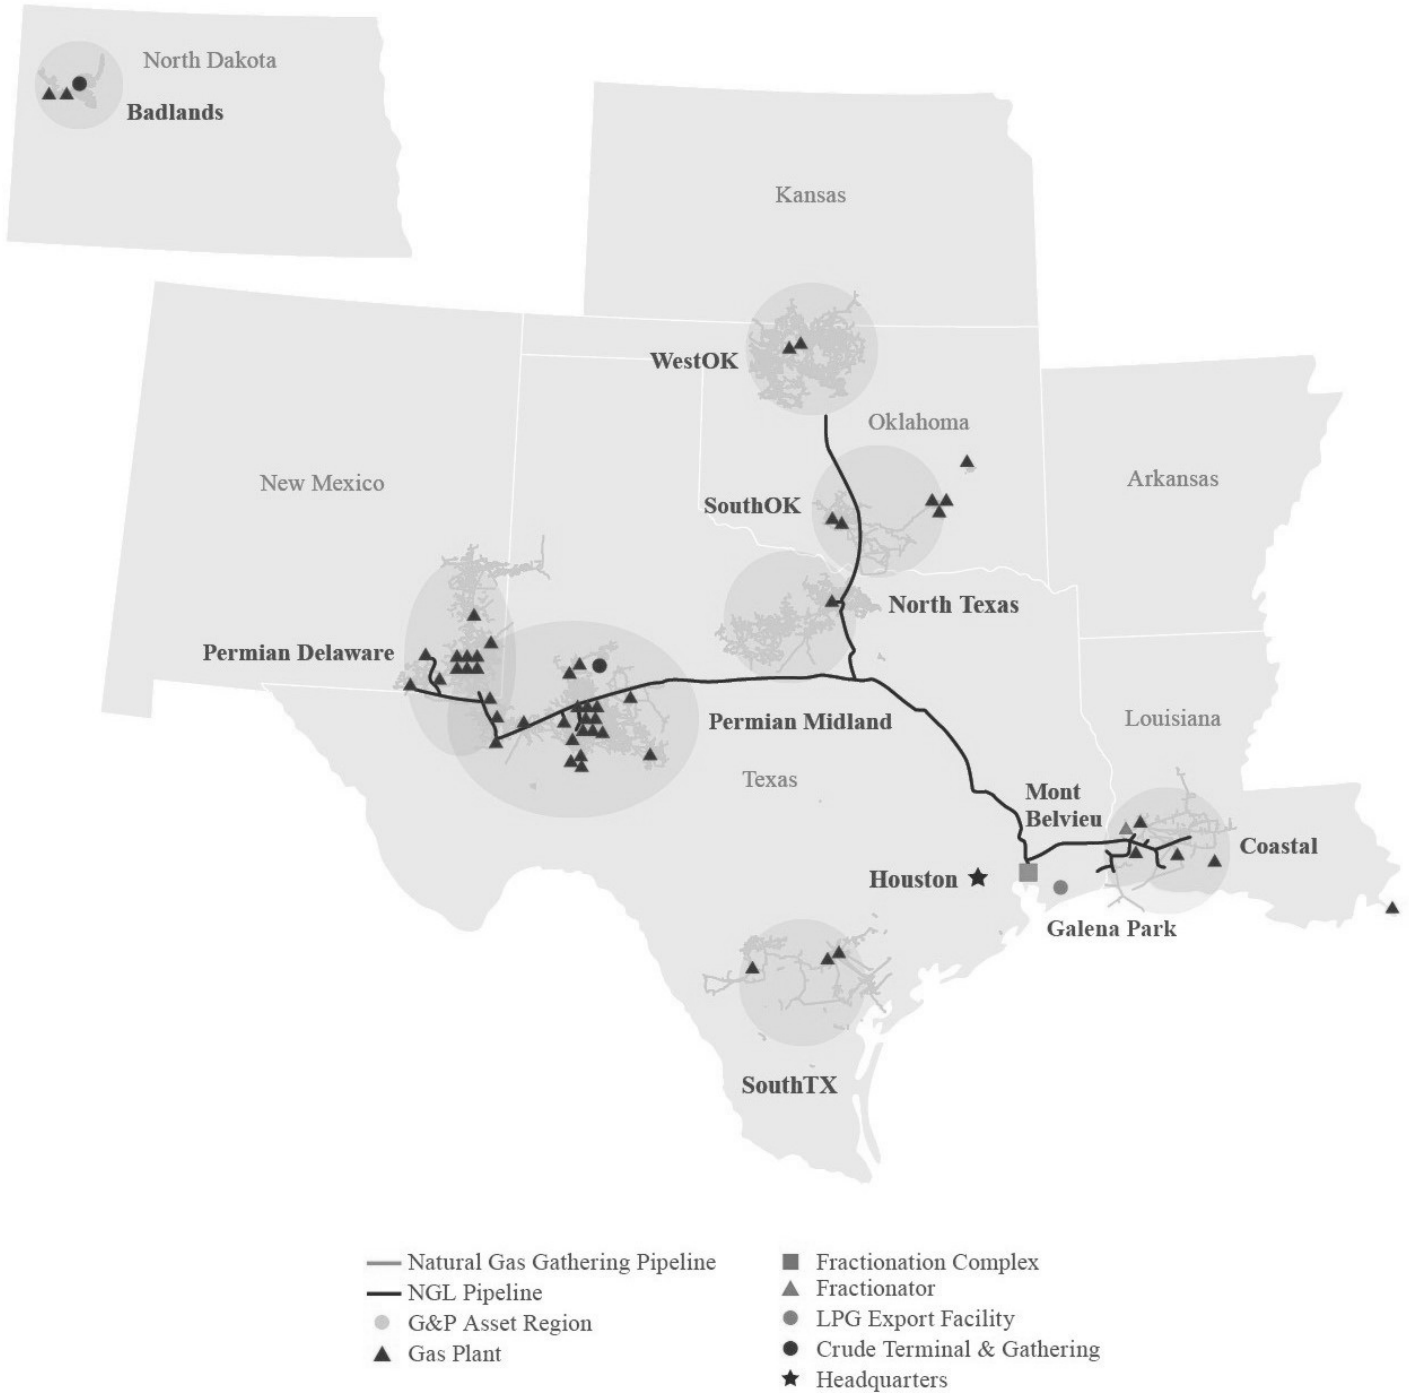 North Dakota
Badlands
Kansas
WestOK
Oklahoma
New Mexico
Arkansas
SouthOK
North Texas
Permian Delaware
Permian Midland
Louisiana
Texas
Mont
Belvieu
Coastal
Houston
Galena Park
SouthTX
Natural Gas Gathering Pipeline
NGL Pipeline
G&P Asset Region
Gas Plant
Fractionation Complex
Fractionator
LPG Export Facility
Crude Terminal & Gathering
Headquarters